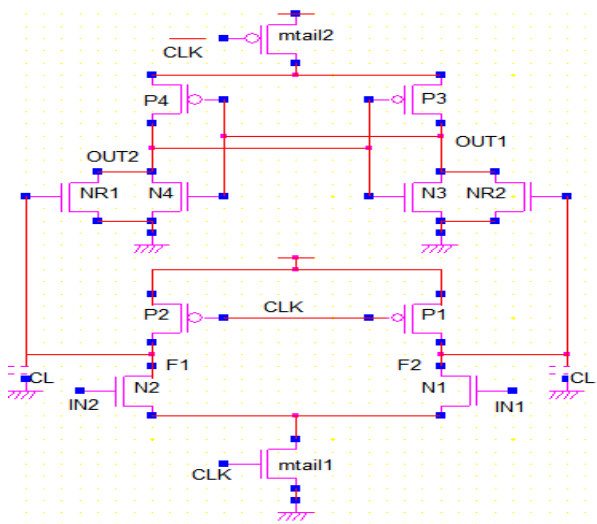 mtail2
CLK
P4
P3
OUT1
OUT2
NR1
N4
N3
NR2
P2
CLK
P1
F1
F2
CL
N2
N1
CL
IN2
IN1
CLK
mtail1